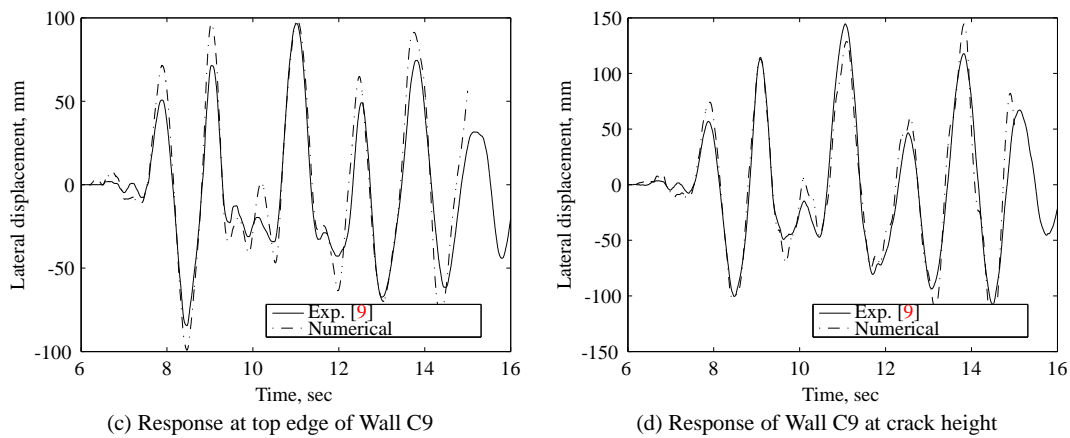 100
50
0
-50
-100
Lateral displacement, mm
6 8 10 12 14 16
Time, sec
Exp. [9]
Numerical
(c) Response at top edge of Wall C9
150
100
50
0
-50
-100
-150
Lateral displacement, mm
6 8 10 12 14 16
Time, sec
Exp. [9]
Numerical
(d) Response of Wall C9 at crack height